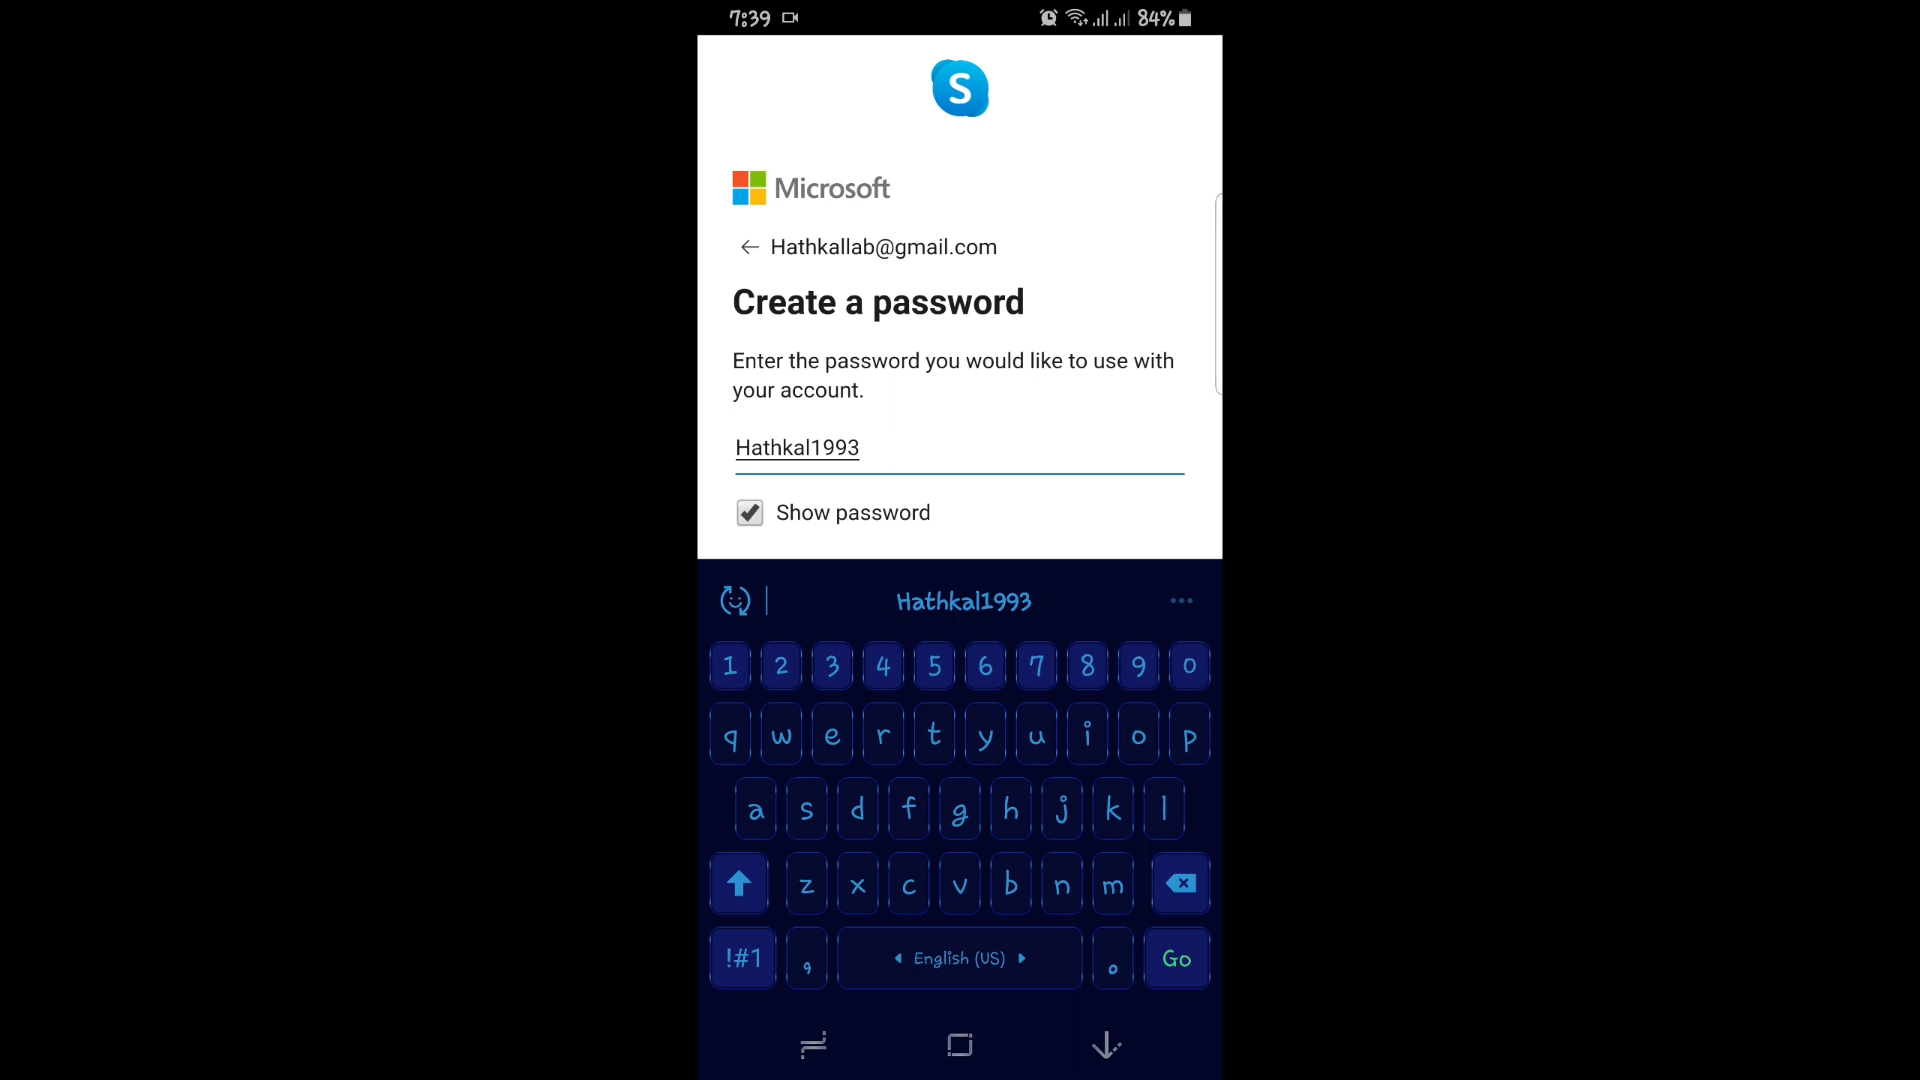 7:39 84%
S
Microsoft
← Hathkallab@gmail.com
Create a password
Enter the password you would like to use with
your account.
Hathkal1993
Show password
Hathkal1993 ...
1 2 3 4 5 6 7 8 9 0
q w e r t y u i o p
a s d f g h j k l
z x c v b n m
!#1 , English (US) . Go